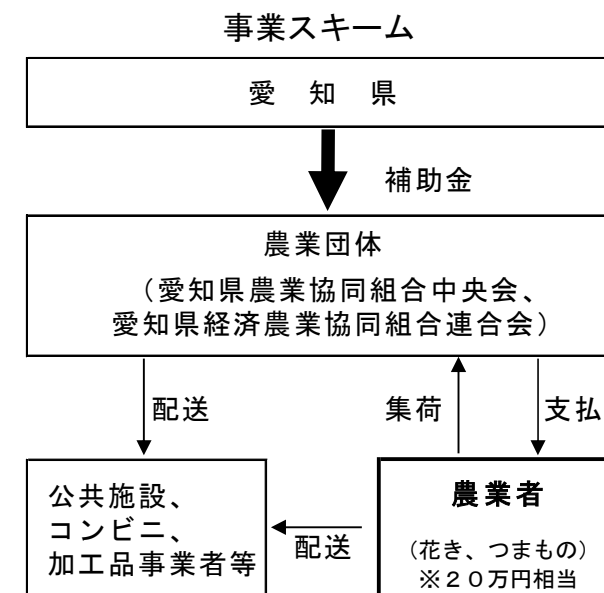 事業スキーム
愛　知　県
補助金
農業団体
（愛知県農業協同組合中央会、
愛知県経済農業協同組合連合会）
配送
集荷
支払
公共施設、
コンビニ、
加工品事業者等
配送
農業者
（花き、つまもの）
※２０万円相当